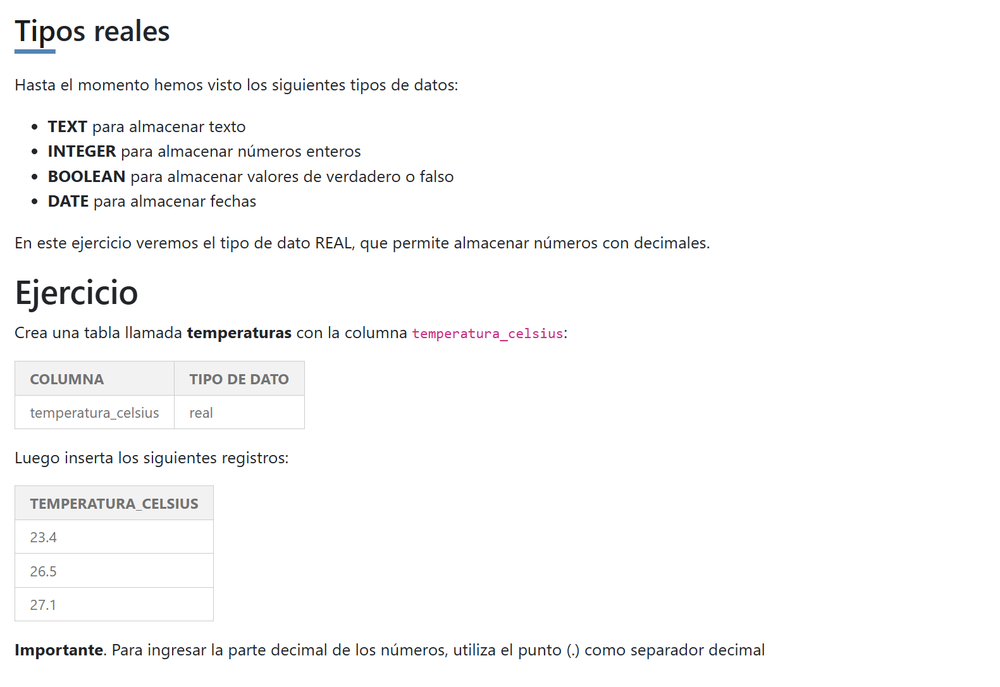 Tipos reales
Hasta el momento hemos visto los siguientes tipos de datos:
TEXT para almacenar texto
INTEGER para almacenar números enteros
BOOLEAN para almacenar valores de verdadero o falso
DATE para almacenar fechas
En este ejercicio veremos el tipo de dato REAL, que permite almacenar números con decimales.
Ejercicio
Crea una tabla llamada temperaturas con la columna temperatura_celsius:
COLUMNA TIPO DE DATO
temperatura_celsius real
Luego inserta los siguientes registros:
TEMPERATURA_CELSIUS
23.4
26.5
27.1
Importante. Para ingresar la parte decimal de los números, utiliza el punto (.) como separador decimal